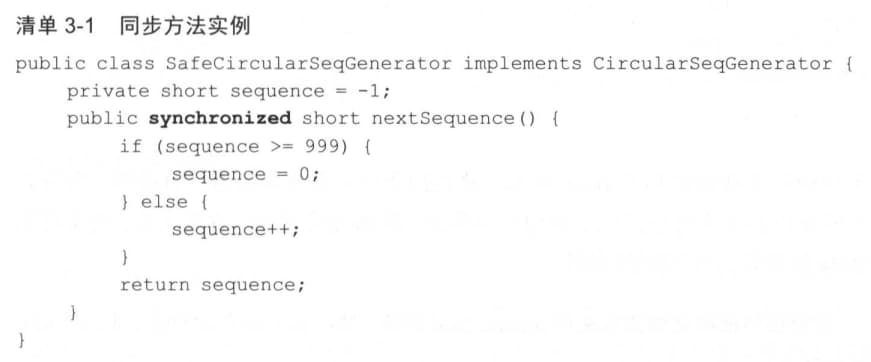 清单 3-1 同步方法实例
public class SafeCircularSeqGenerator implements CircularSeqGenerator {
    private short sequence = -1;
    public synchronized short nextSequence() {
        if (sequence >= 999) {
            sequence = 0;
        } else {
            sequence++;
        }
        return sequence;
    }
}